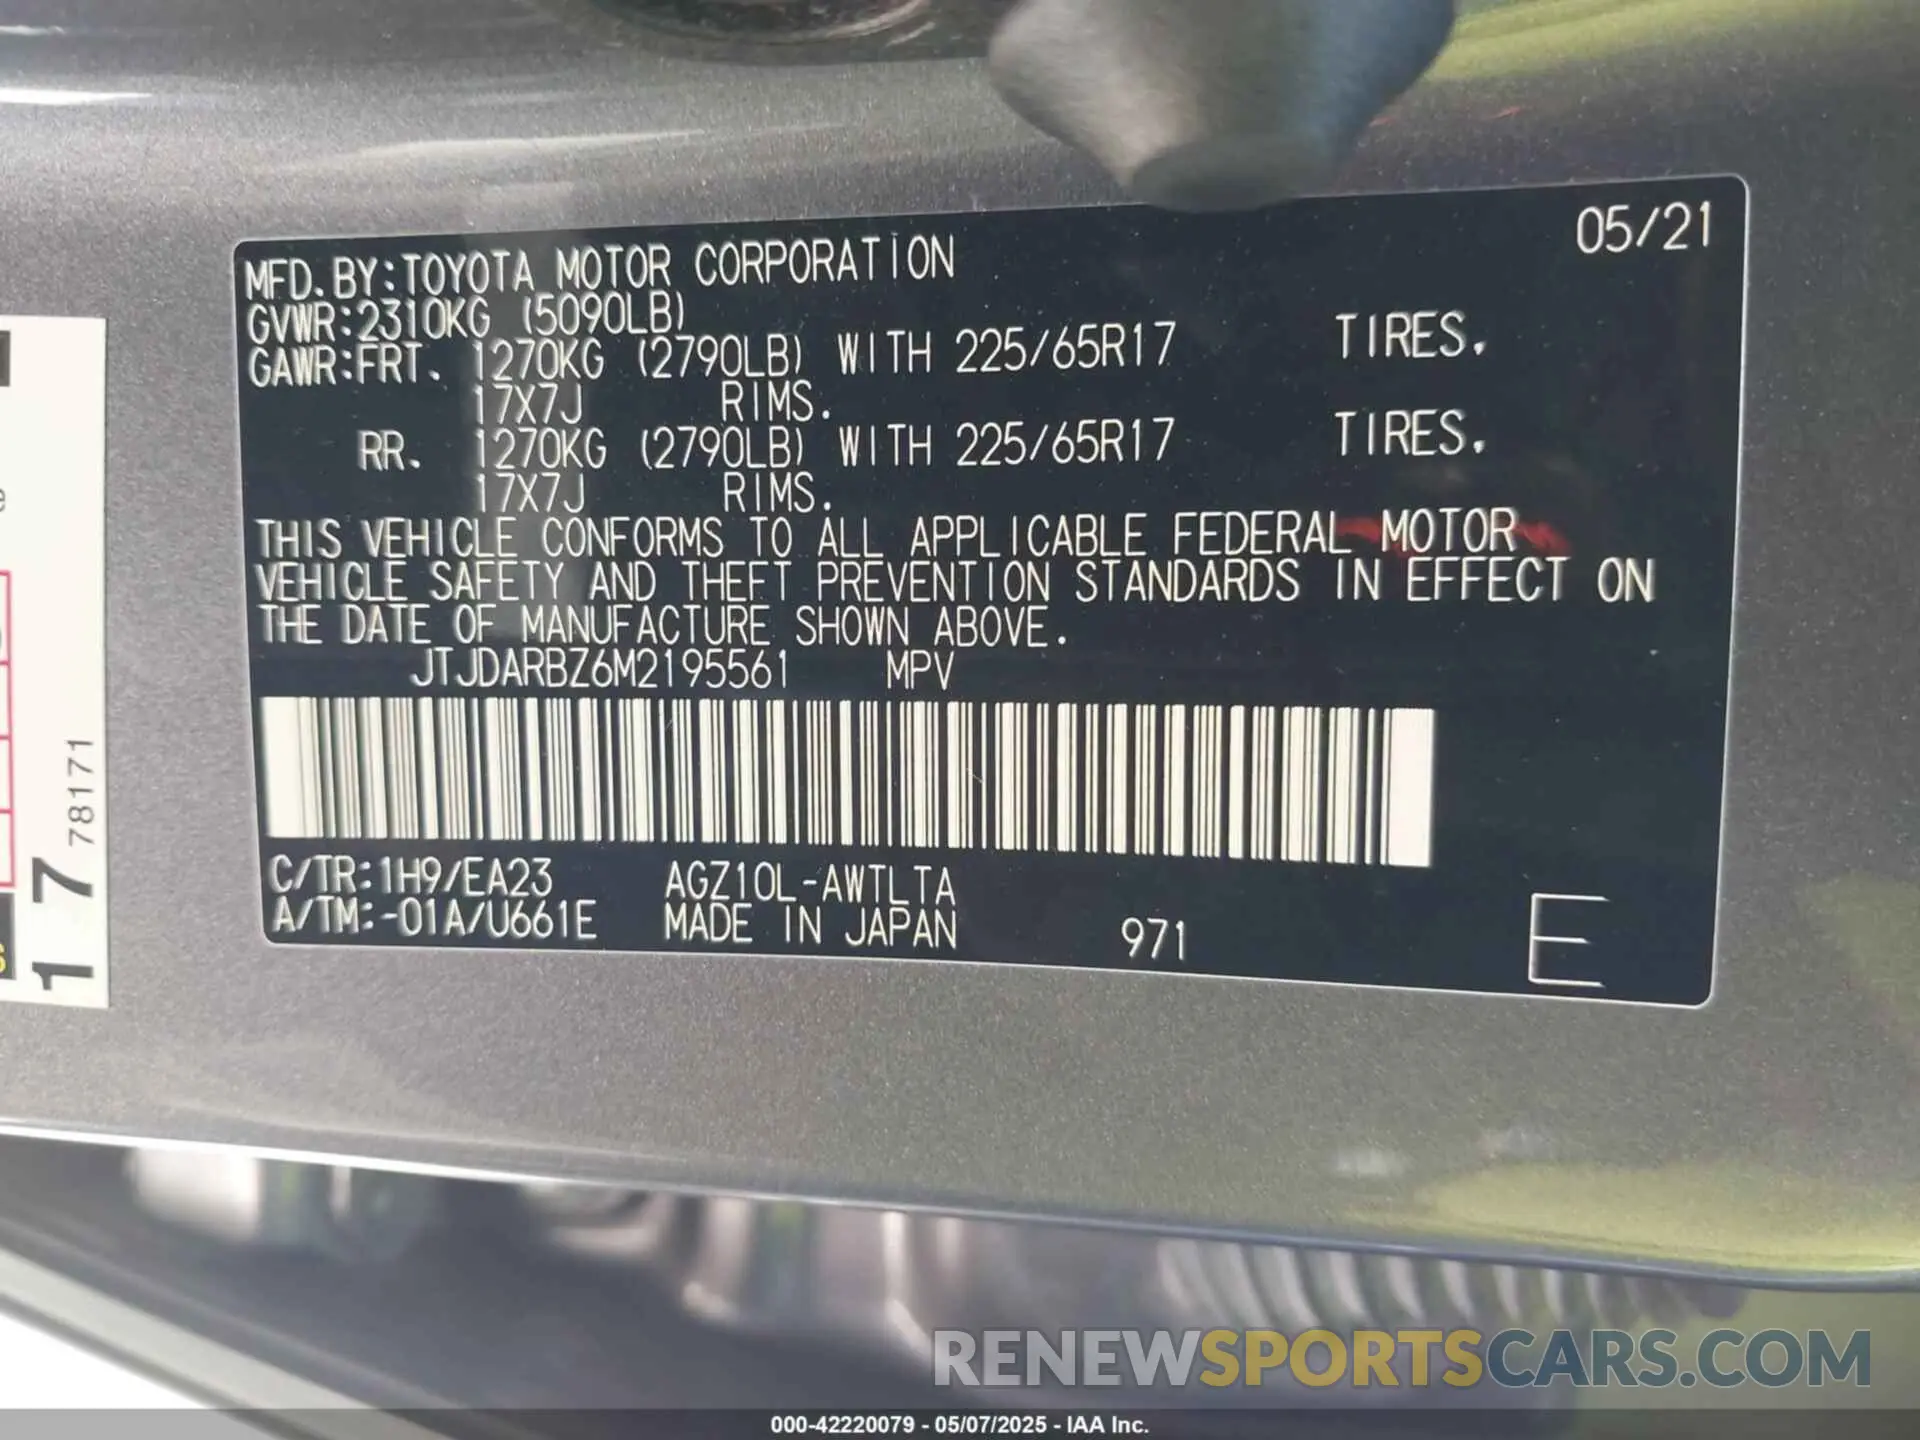 05/21
MFD. BY: TOYOTA MOTOR CORPORATION
GVWR: 2310KG (5090LB)
GAWR: FRT. 1270KG (2790LB) WITH 225/65R17 TIRES,
17X7J RIMS.
RR. 1270KG (2790LB) WITH 225/65R17 TIRES,
17X7J RIMS.
THIS VEHICLE CONFORMS TO ALL APPLICABLE FEDERAL MOTOR
VEHICLE SAFETY AND THEFT PREVENTION STANDARDS IN EFFECT ON
THE DATE OF MANUFACTURE SHOWN ABOVE.
JTJDARBZ6M2195561 MPV
C/TR: 1H9/EA23 AGZ10L-AWTLTA
A/TM: -01A/U661E MADE IN JAPAN 971 E
17 78171
RENEWSPORTSCARS.COM
000-42220079 - 05/07/2025 - IAA Inc.